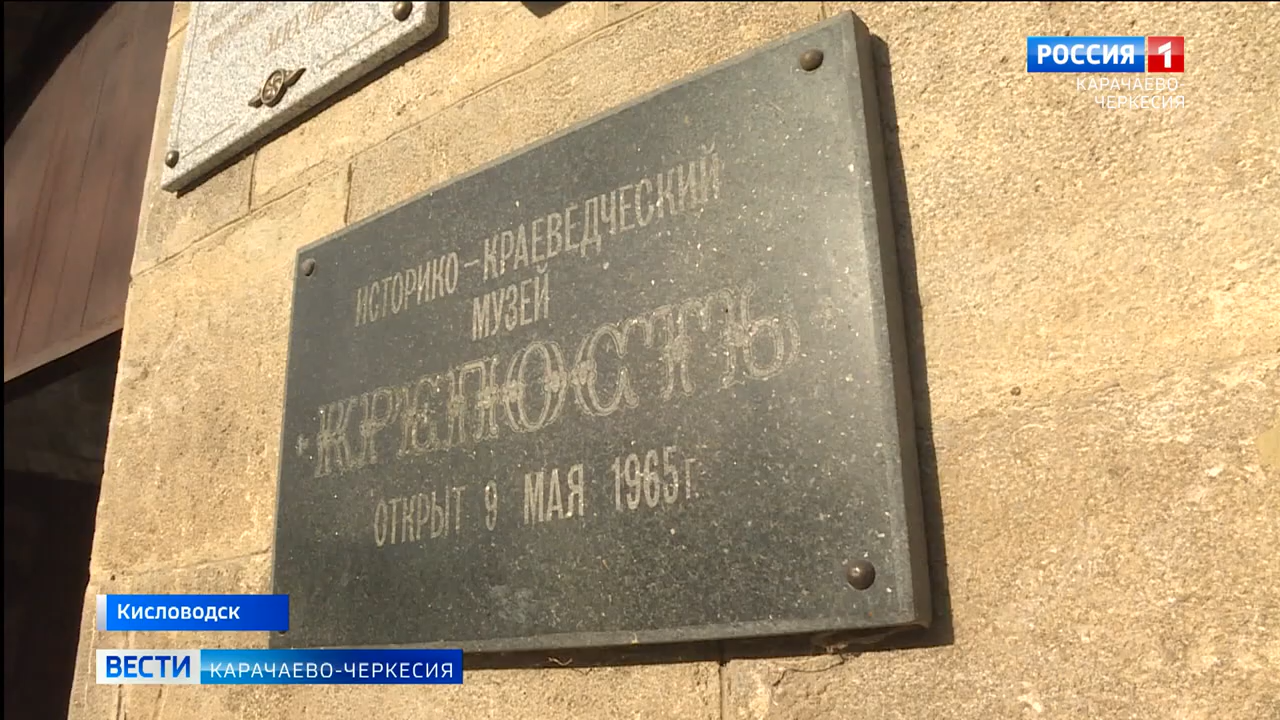 РОССИЯ 1
КАРАЧАЕВО
ЧЕРКЕСИЯ
ИСТОРИКО-КРАЕВЕДЧЕСКИЙ
МУЗЕЙ
КРЕПОСТЬ
ОТКРЫТ 9 МАЯ 1965г.
Кисловодск
ВЕСТИ КАРАЧАЕВО-ЧЕРКЕСИЯ